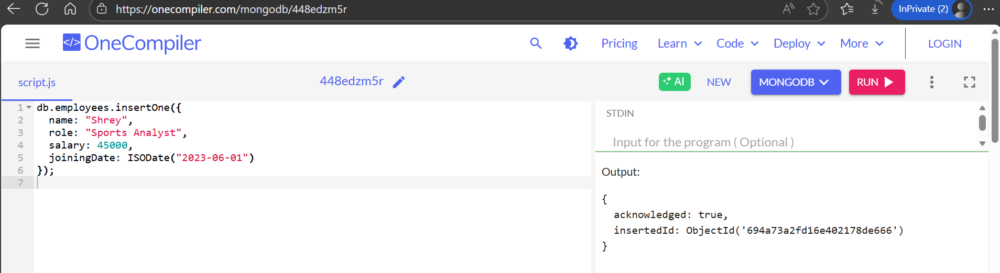 https://onecompiler.com/mongodb/448edzm5r
InPrivate (2)
</> OneCompiler
Pricing
Learn
Code
Deploy
More
LOGIN
script.js
448edzm5r
AI
NEW
MONGODB
RUN
1 db.employees.insertOne({
2 name: "Shrey",
3 role: "Sports Analyst",
4 salary: 45000,
5 joiningDate: ISODate("2023-06-01")
6 });
7
STDIN
Input for the program ( Optional )
Output:
{
acknowledged: true,
insertedId: ObjectId('694a73a2fd16e402178de666')
}